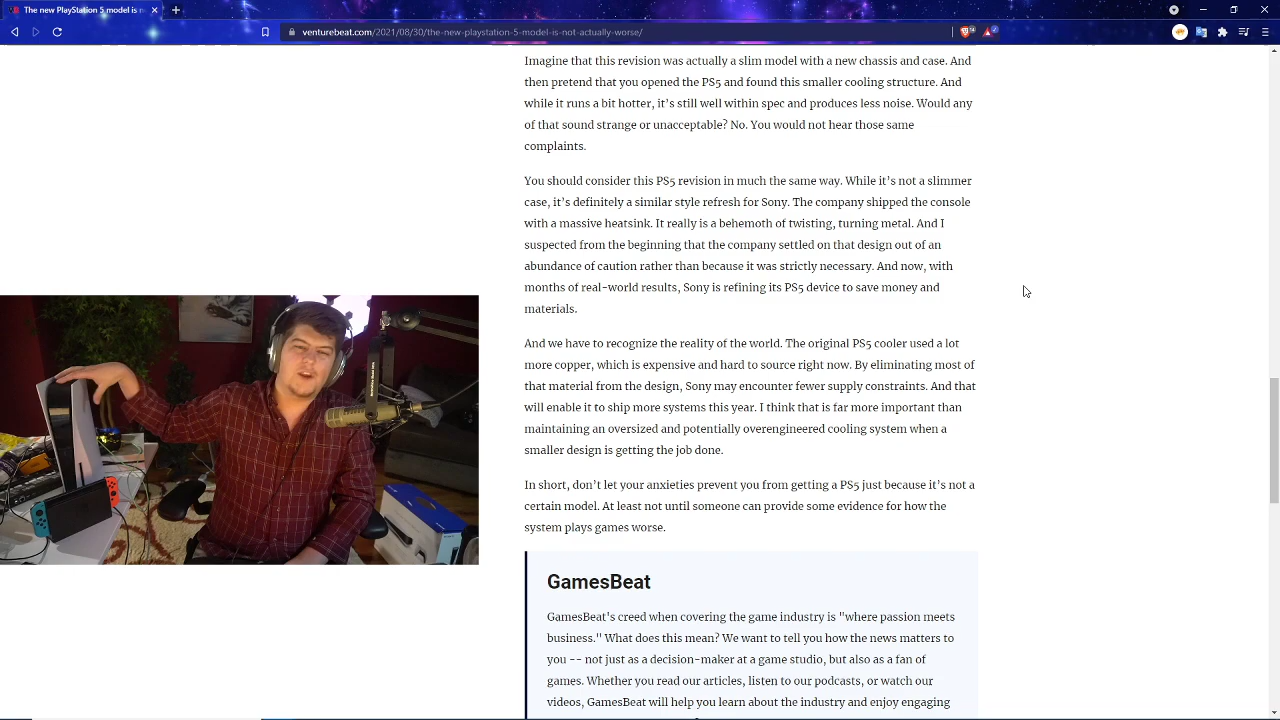 The new PlayStation 5 model is n
venturebeat.com/2021/08/30/the-new-playstation-5-model-is-not-actually-worse/
Imagine that this revision was actually a slim model with a new chassis and case. And
then pretend that you opened the PS5 and found this smaller cooling structure. And
while it runs a bit hotter, it’s still well within spec and produces less noise. Would any
of that sound strange or unacceptable? No. You would not hear those same
complaints.
You should consider this PS5 revision in much the same way. While it’s not a slimmer
case, it’s definitely a similar style refresh for Sony. The company shipped the console
with a massive heatsink. It really is a behemoth of twisting, turning metal. And I
suspected from the beginning that the company settled on that design out of an
abundance of caution rather than because it was strictly necessary. And now, with
months of real-world results, Sony is refining its PS5 device to save money and
materials.
And we have to recognize the reality of the world. The original PS5 cooler used a lot
more copper, which is expensive and hard to source right now. By eliminating most of
that material from the design, Sony may encounter fewer supply constraints. And that
will enable it to ship more systems this year. I think that is far more important than
maintaining an oversized and potentially overengineered cooling system when a
smaller design is getting the job done.
In short, don’t let your anxieties prevent you from getting a PS5 just because it’s not a
certain model. At least not until someone can provide some evidence for how the
system plays games worse.
GamesBeat
GamesBeat's creed when covering the game industry is "where passion meets
business." What does this mean? We want to tell you how the news matters to
you -- not just as a decision-maker at a game studio, but also as a fan of
games. Whether you read our articles, listen to our podcasts, or watch our
videos, GamesBeat will help you learn about the industry and enjoy engaging